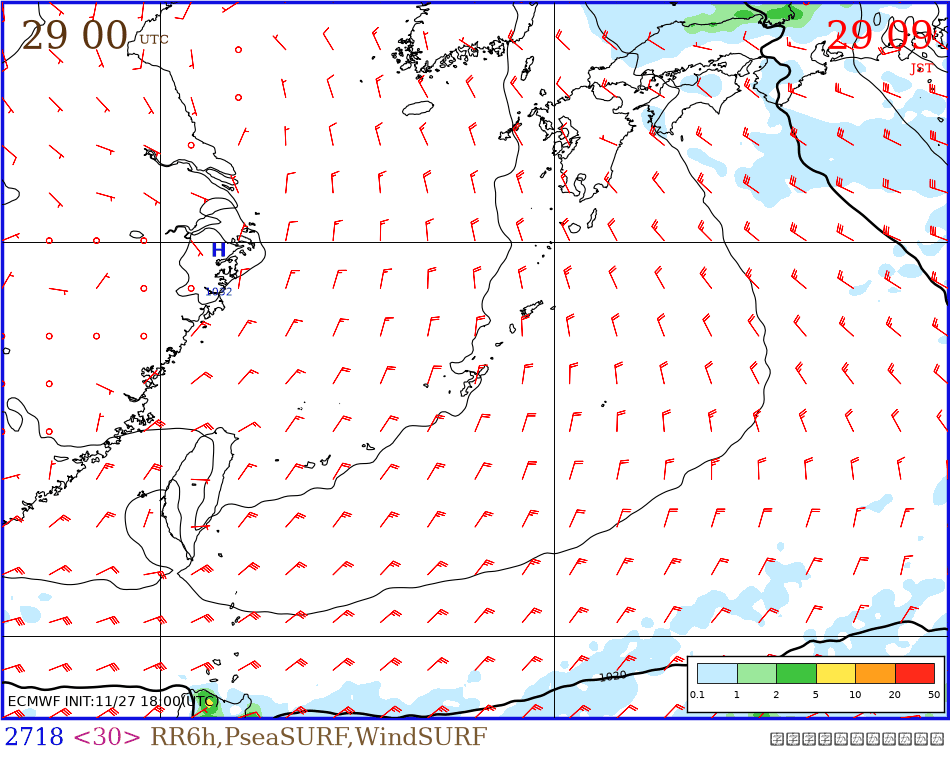 29 00 UTC
29 09
JST
H
1032
1020
0.1 1 2 5 10 20 50
ECMWF INIT:11/27 18:00(UTC)
2718 <30> RR6h,PseaSURF,WindSURF